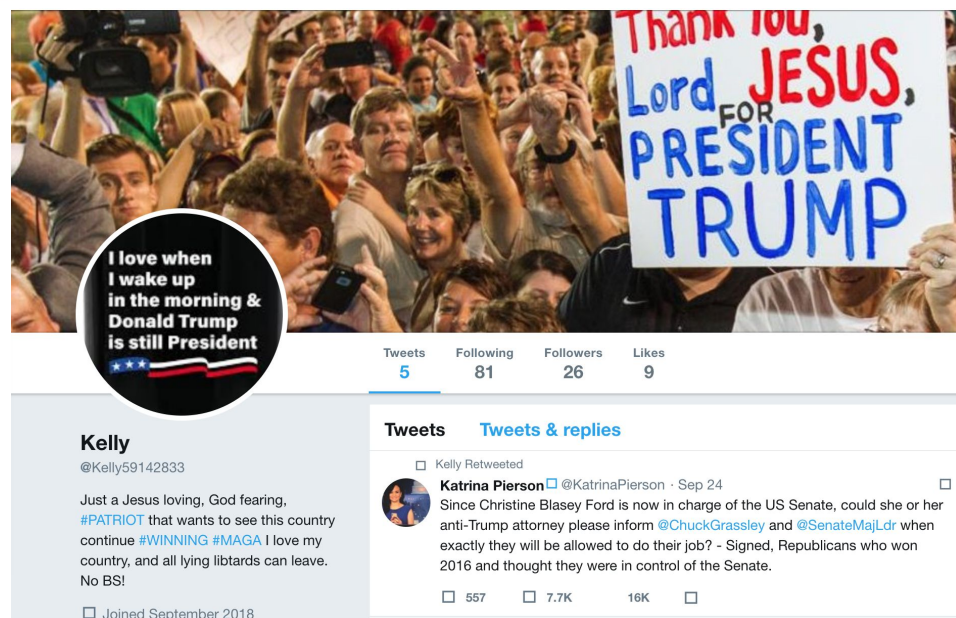 Thank You,
Lord JESUS,
FOR
PRESIDENT
TRUMP
I love when
I wake up
in the morning &
Donald Trump
is still President
Tweets Following Followers Likes
5 81 26 9
Kelly
@Kelly59142833
Just a Jesus loving, God fearing,
#PATRIOT that wants to see this country
continue #WINNING #MAGA I love my
country, and all lying libtards can leave.
No BS!
Joined September 2018
Tweets Tweets & replies
Kelly Retweeted
Katrina Pierson @KatrinaPierson · Sep 24
Since Christine Blasey Ford is now in charge of the US Senate, could she or her
anti-Trump attorney please inform @ChuckGrassley and @SenateMajLdr when
exactly they will be allowed to do their job? - Signed, Republicans who won
2016 and thought they were in control of the Senate.
557 7.7K 16K